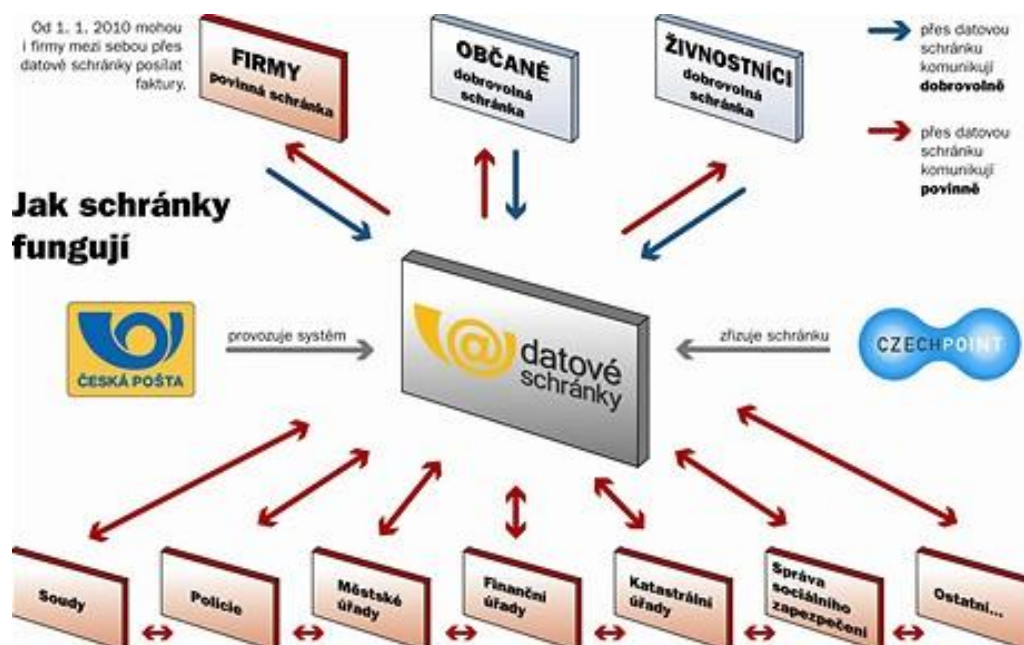 Od 1. 1. 2010 mohou
i firmy mezi sebou přes
datové schránky posílat
faktury.
FIRMY
povinná schránka
OBČANÉ
dobrovolná
schránka
ŽIVNOSTNÍCI
dobrovolná
schránka
přes datovou
schránku
komunikují
dobrovolně
přes datovou
schránku
komunikují
povinně
Jak schránky
fungují
ČESKÁ POŠTA
provozuje systém
@ datové
schránky
zřizuje schránku
CZECHPOINT
Soudy
Policie
Městské
úřady
Finanční
úřady
Katastrální
úřady
Správa
sociálního
zapezpečení
Ostatní...